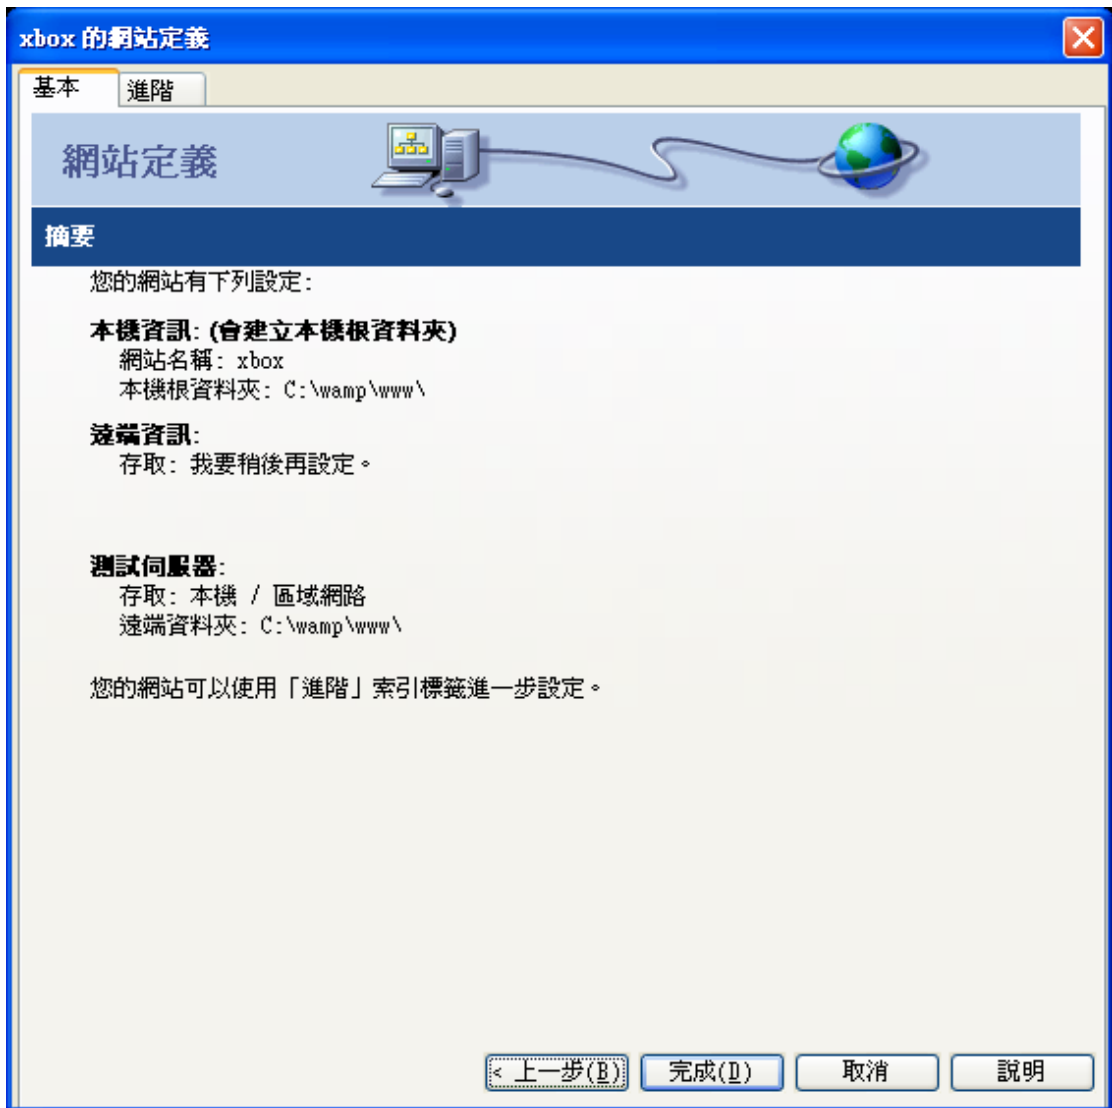 xbox 的網站定義
基本
進階
網站定義
摘要
您的網站有下列設定:
本機資訊: (會建立本機根資料夾)
網站名稱: xbox
本機根資料夾: C:\wamp\www\
遠端資訊:
存取: 我要稍後再設定。
測試伺服器:
存取: 本機 / 區域網路
遠端資料夾: C:\wamp\www\
您的網站可以使用「進階」索引標籤進一步設定。
< 上一步(B)
完成(D)
取消
說明